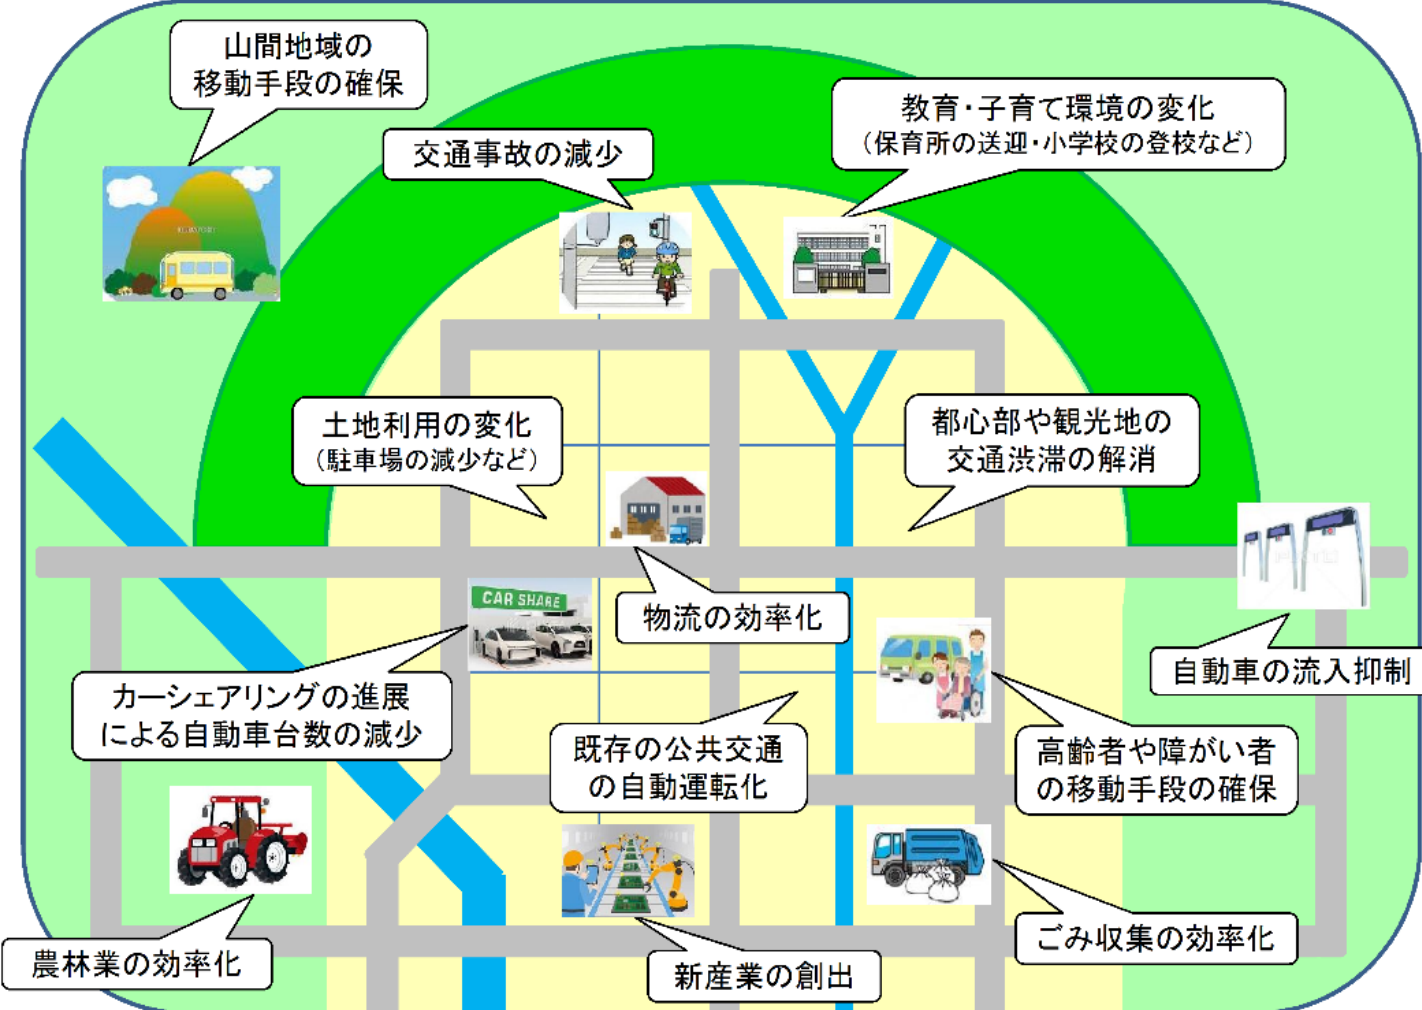 山間地域の
移動手段の確保
交通事故の減少
教育・子育て環境の変化
（保育所の送迎・小学校の登校など）
土地利用の変化
（駐車場の減少など）
都心部や観光地の
交通渋滞の解消
CAR SHARE
物流の効率化
自動車の流入抑制
カーシェアリングの進展
による自動車台数の減少
既存の公共交通
の自動運転化
高齢者や障がい者
の移動手段の確保
農林業の効率化
新産業の創出
ごみ収集の効率化